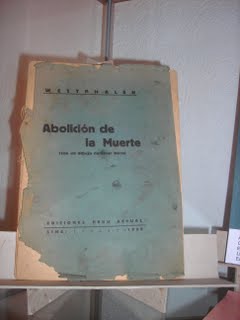 WESTPHALEN
Abolición de
la Muerte
EDICIONES PERU ACTUAL
LIMA